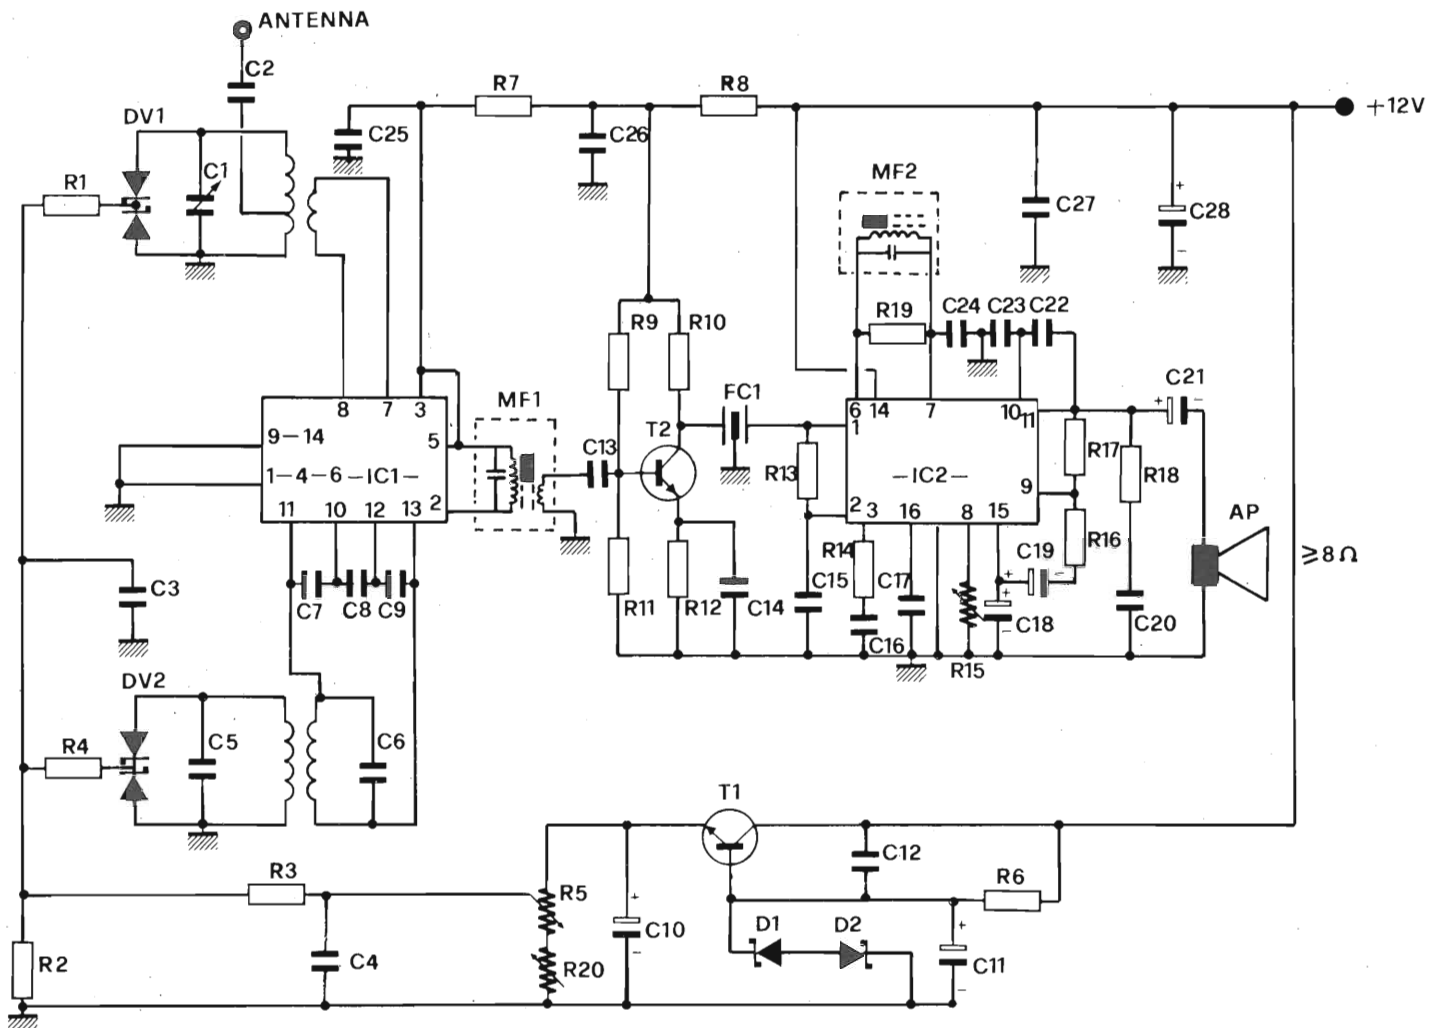 ANTENNA
C2
R7
R8
+12V
DV1
C25
C26
C1
MF2
R1
C27
+
C28
-
R9
R10
R19
C24
C23
C22
FC1
C21
+
-
8
7
3
MF1
6
14
7
10
11
1
9-14
5
T2
C13
R13
R17
R18
1-4-6
-IC1-
-IC2-
9
2
2
3
16
8
15
11
10
12
13
AP
R14
R16
C19
+
-
≥8Ω
C7
C8
C9
C3
R11
R12
C14
C15
C17
C16
+
C18
-
C20
R15
DV2
R4
C5
C6
T1
C12
R3
R5
R6
+
C10
-
D1
D2
+
C11
-
R2
C4
R20